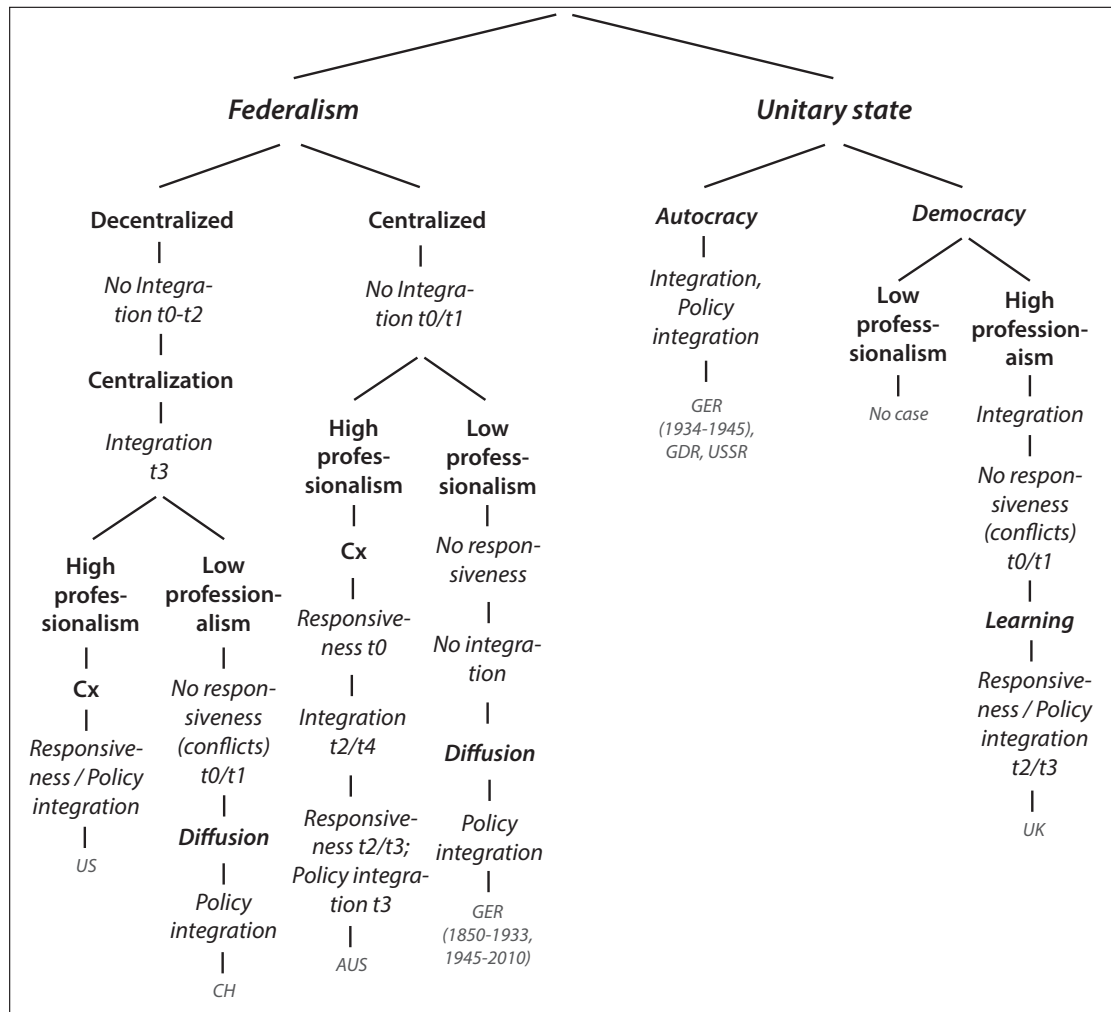 Federalism
Unitary state
Decentralized
Centralized
Autocracy
Democracy
No Integra-
tion t0-t2
No Integra-
tion t0/t1
Integration,
Policy
integration
Low
profes-
sionalism
High
profession-
aism
Centralization
GER
(1934-1945),
GDR, USSR
No case
Integration
Integration
t3
High
profes-
sionalism
Low
profess-
sionalism
No respon-
siveness
(conflicts)
t0/t1
High
profes-
sionalism
Low
profession-
alism
Cx
No respon-
siveness
Learning
Cx
No respon-
siveness
(conflicts)
t0/t1
Responsive-
ness t0
No integra-
tion
Responsive-
ness / Policy
integration
t2/t3
Responsive-
ness / Policy
integration
Integration
t2/t4
Diffusion
UK
US
Diffusion
Responsive-
ness t2/t3;
Policy integration
t3
Policy
integration
Policy
integration
AUS
GER
(1850-1933,
1945-2010)
CH